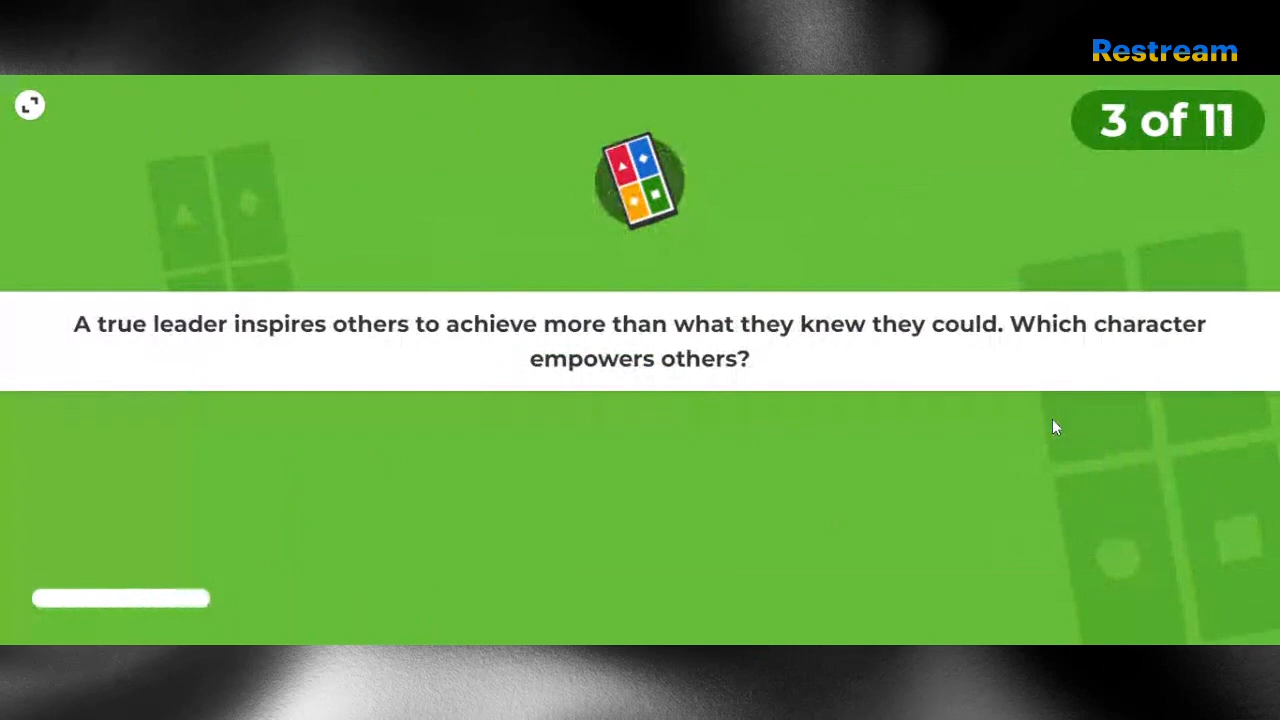 Restream
3 of 11
A true leader inspires others to achieve more than what they knew they could. Which character
empowers others?